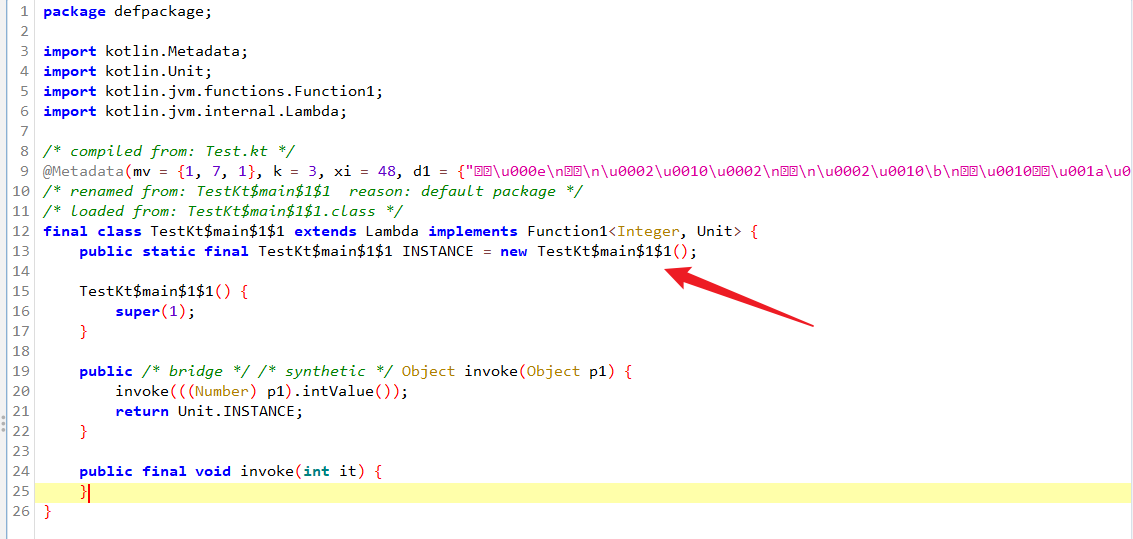 1 package defpackage;
2
3 import kotlin.Metadata;
4 import kotlin.Unit;
5 import kotlin.jvm.functions.Function1;
6 import kotlin.jvm.internal.Lambda;
7
8 /* compiled from: Test.kt */
9 @Metadata(mv = {1, 7, 1}, k = 3, xi = 48, d1 = {"\u000e\n\n\u0002\u0010\u0002\n\n\u0002\u0010\b\n\u0010\u001a\u0
10 /* renamed from: TestKt$main$1$1  reason: default package */
11 /* loaded from: TestKt$main$1$1.class */
12 final class TestKt$main$1$1 extends Lambda implements Function1<Integer, Unit> {
13     public static final TestKt$main$1$1 INSTANCE = new TestKt$main$1$1();
14
15     TestKt$main$1$1() {
16         super(1);
17     }
18
19     public /* bridge */ /* synthetic */ Object invoke(Object p1) {
20         invoke(((Number) p1).intValue());
21         return Unit.INSTANCE;
22     }
23
24     public final void invoke(int it) {
25     }
26 }